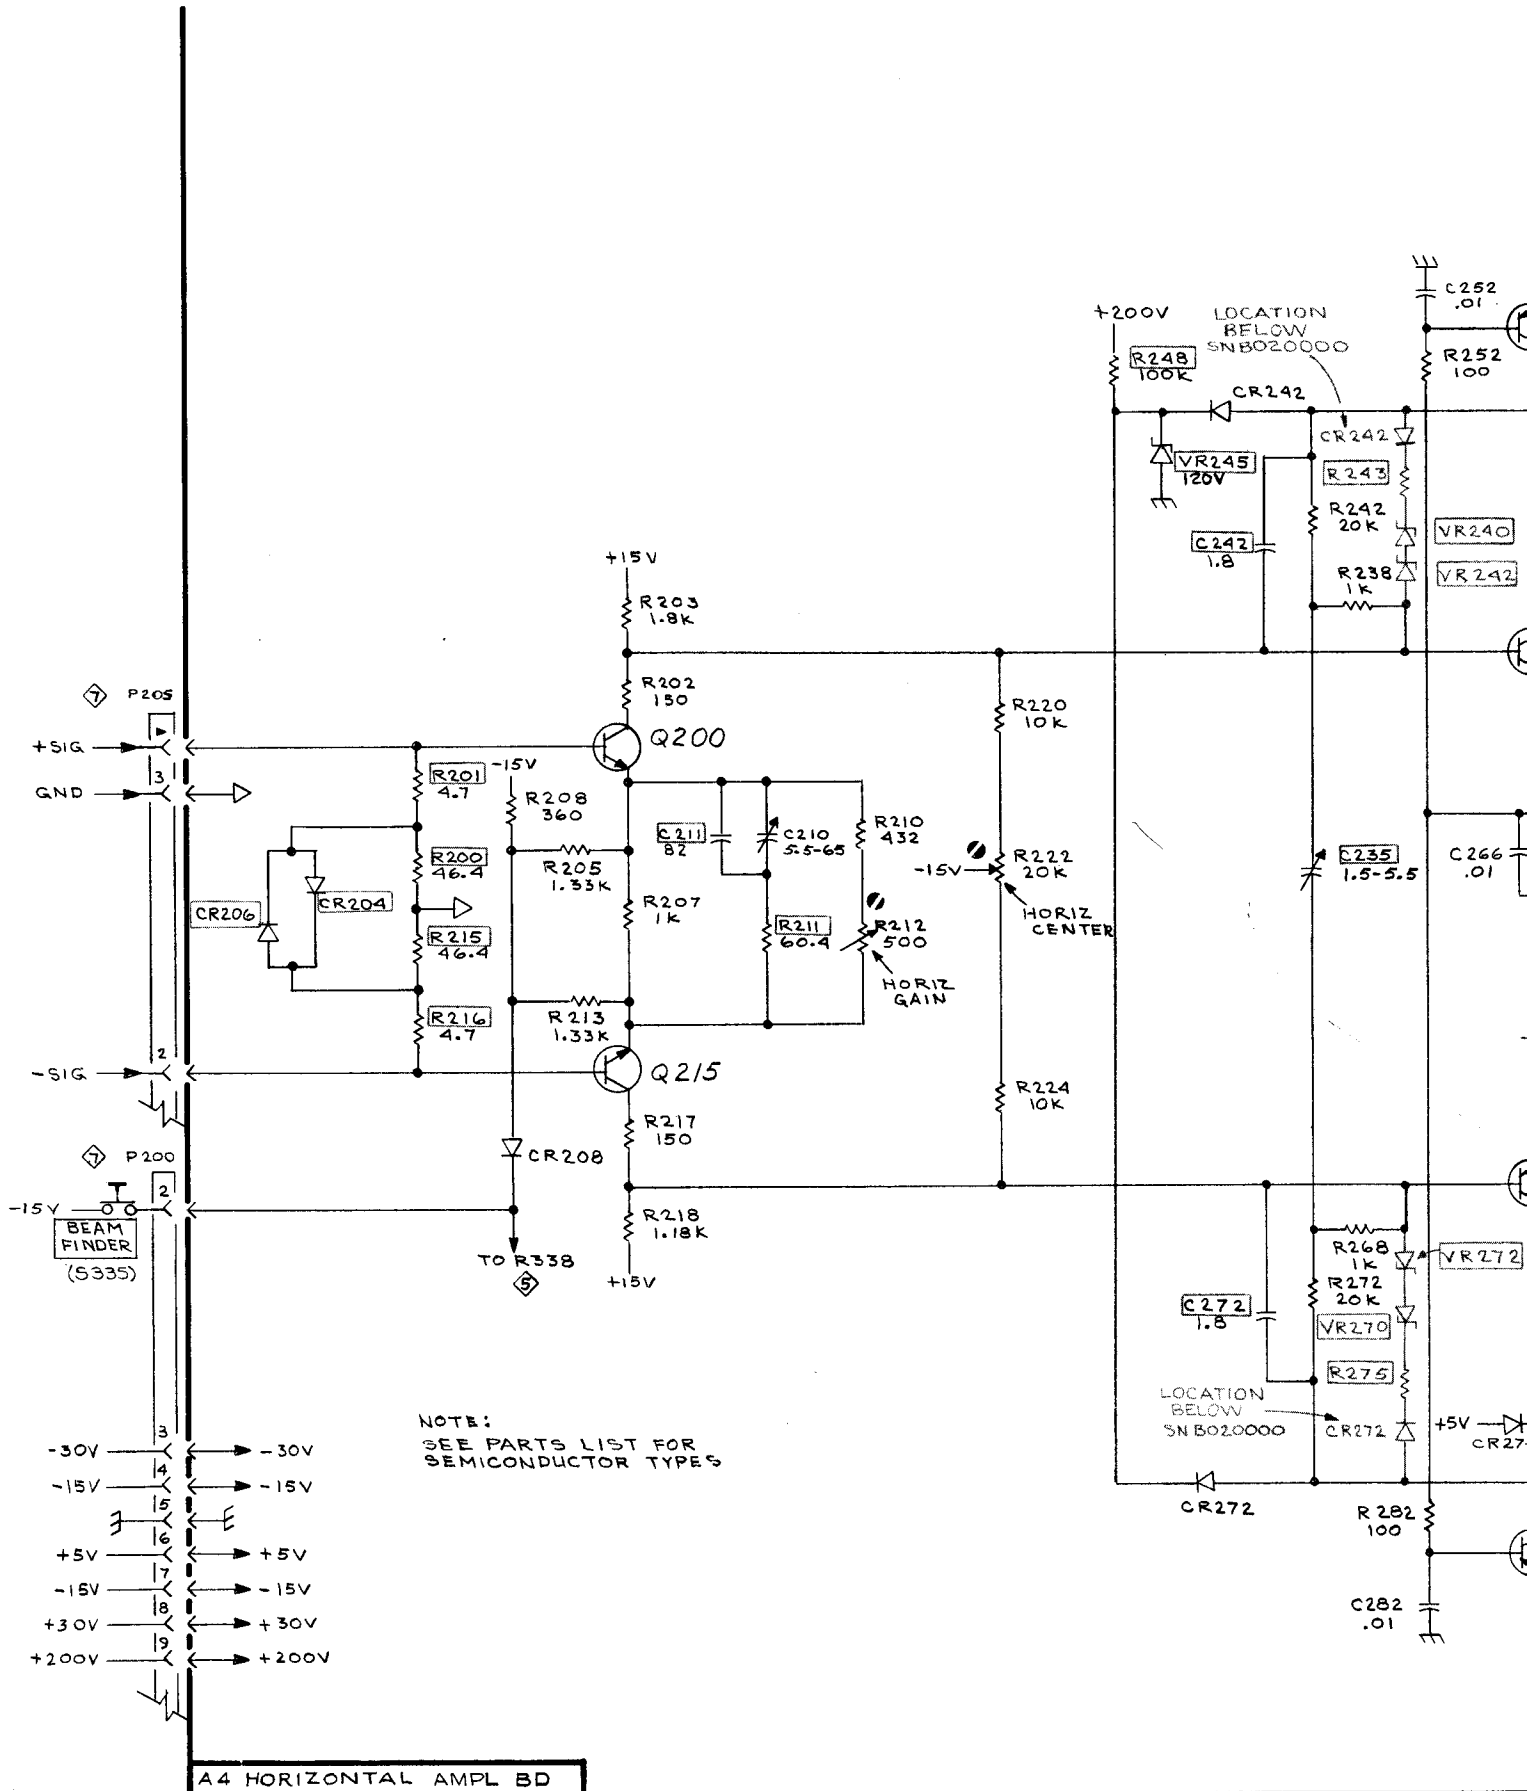 C252
.01
+200V
LOCATION
BELOW
SNB020000
R248
100K
R252
100
CR242
CR242
VR245
120V
R243
R242
20K
VR240
C242
1.8
R238
1K
VR242
+15V
R203
1.8K
R202
150
7
P205
+SIG
3
GND
Q200
R220
10K
R201
4.7
-15V
R208
360
R200
46.4
R205
1.33K
C211
82
C210
5.5-65
R210
432
-15V
R222
20K
HORIZ
CENTER
C235
1.5-5.5
C266
.01
CR206
CR204
R207
1K
R215
46.4
R211
60.4
R212
500
HORIZ
GAIN
R216
4.7
R213
1.33K
2
-SIG
Q215
R224
10K
R217
150
CR208
7
P200
2
-15V
BEAM
FINDER
(S335)
R218
1.18K
TO R338
5
+15V
R268
1K
VR272
R272
20K
C272
1.8
VR270
R275
LOCATION
BELOW
SNB020000
CR272
+5V
CR27
NOTE:
SEE PARTS LIST FOR
SEMICONDUCTOR TYPES
-30V
3
-30V
-15V
4
-15V
5
+5V
6
+5V
-15V
7
-15V
+30V
8
+30V
+200V
9
+200V
CR272
R282
100
C282
.01
A4 HORIZONTAL AMPL BD